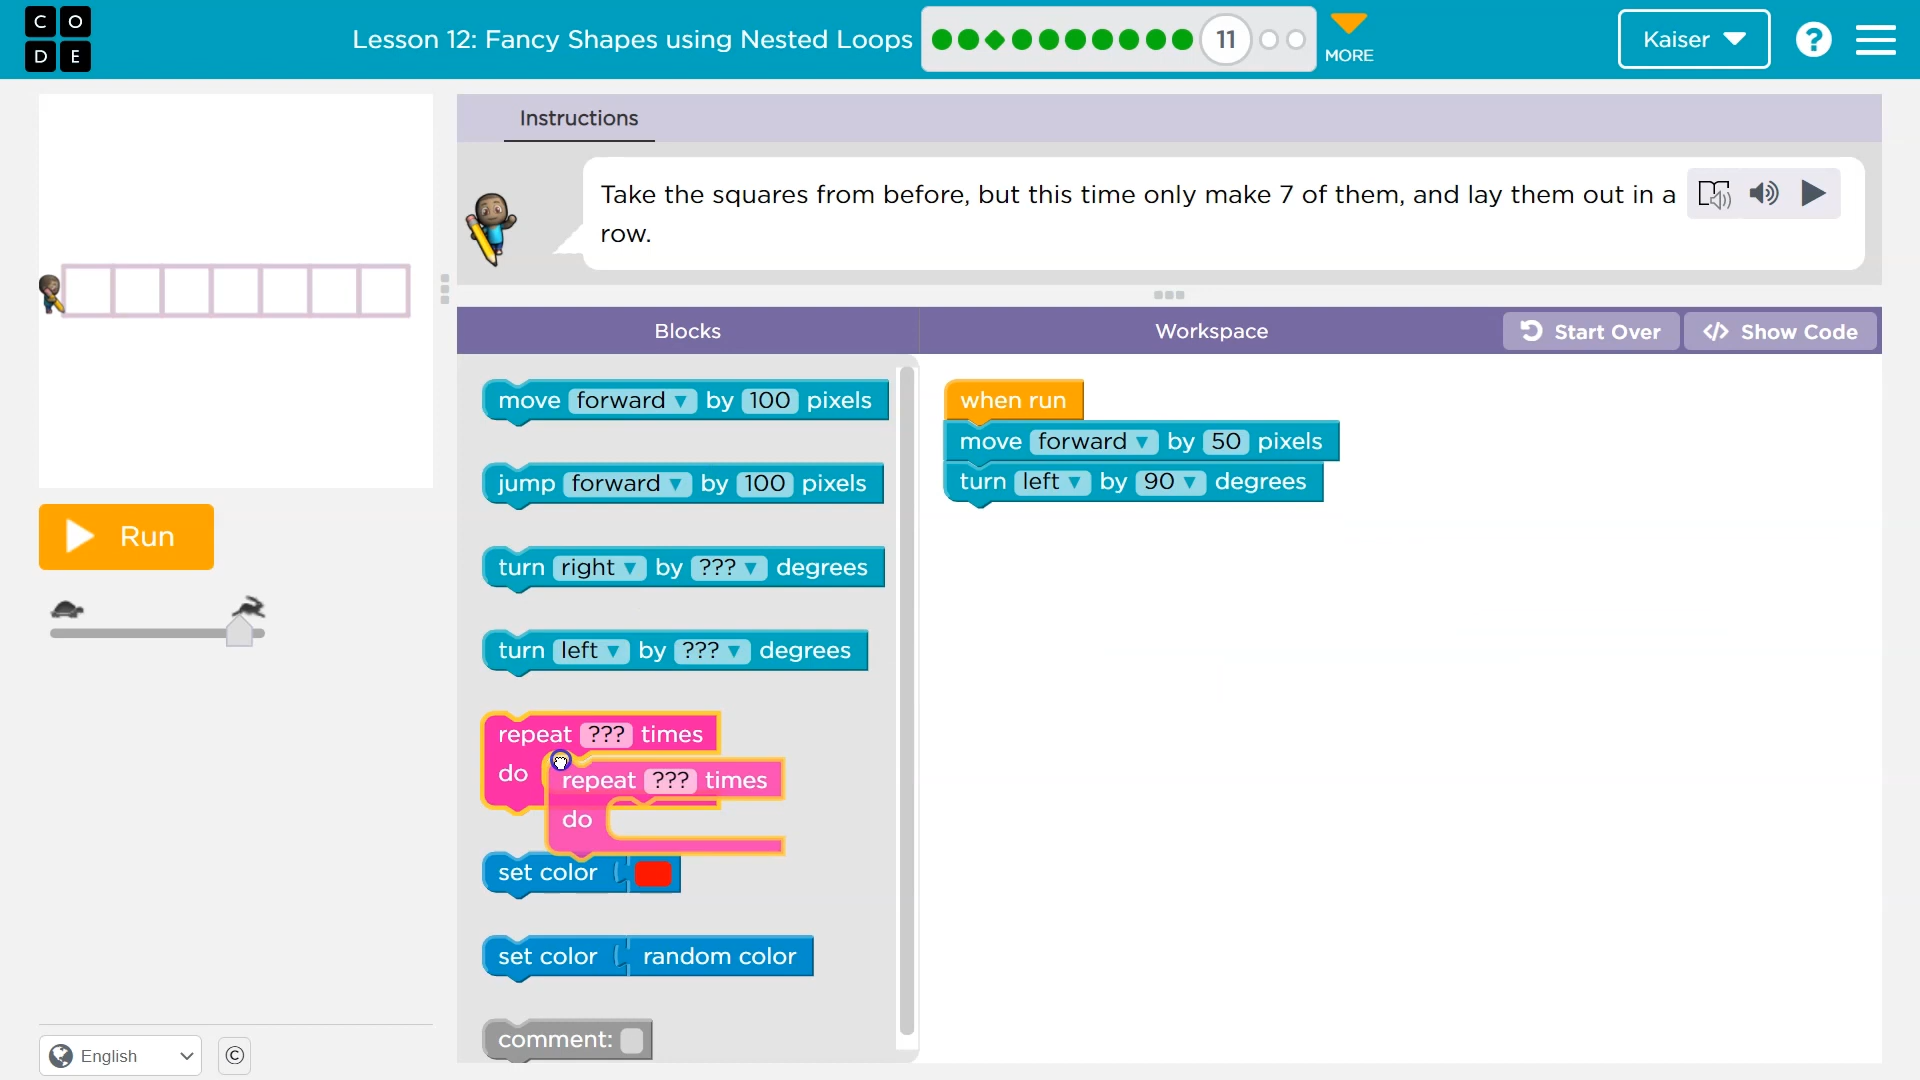 C O
D E
Lesson 12: Fancy Shapes using Nested Loops
11
MORE
Kaiser
?
Instructions
Take the squares from before, but this time only make 7 of them, and lay them out in a
row.
Run
Blocks
Workspace
Start Over
</> Show Code
move forward by 100 pixels
jump forward by 100 pixels
turn right by ??? degrees
turn left by ??? degrees
repeat ??? times
do
repeat ??? times
do
set color
set color random color
comment:
when run
move forward by 50 pixels
turn left by 90 degrees
English
©